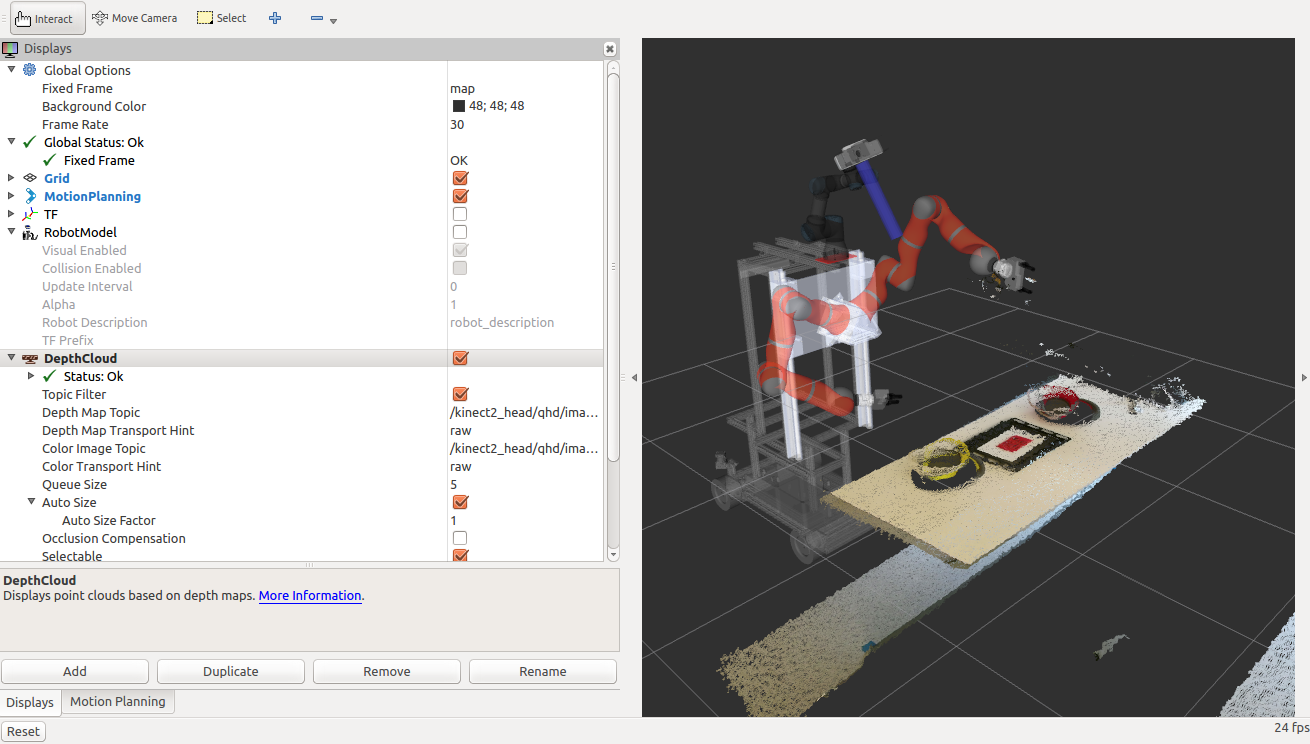 Interact Move Camera Select
Displays
Global Options
Fixed Frame map
Background Color 48; 48; 48
Frame Rate 30
Global Status: Ok
Fixed Frame OK
Grid
MotionPlanning
TF
RobotModel
Visual Enabled
Collision Enabled
Update Interval 0
Alpha 1
Robot Description robot_description
TF Prefix
DepthCloud
Status: Ok
Topic Filter
Depth Map Topic /kinect2_head/qhd/ima...
Depth Map Transport Hint raw
Color Image Topic /kinect2_head/qhd/ima...
Color Transport Hint raw
Queue Size 5
Auto Size
Auto Size Factor 1
Occlusion Compensation
Selectable
DepthCloud
Displays point clouds based on depth maps. More Information.
Add Duplicate Remove Rename
Displays Motion Planning
Reset 24 fps